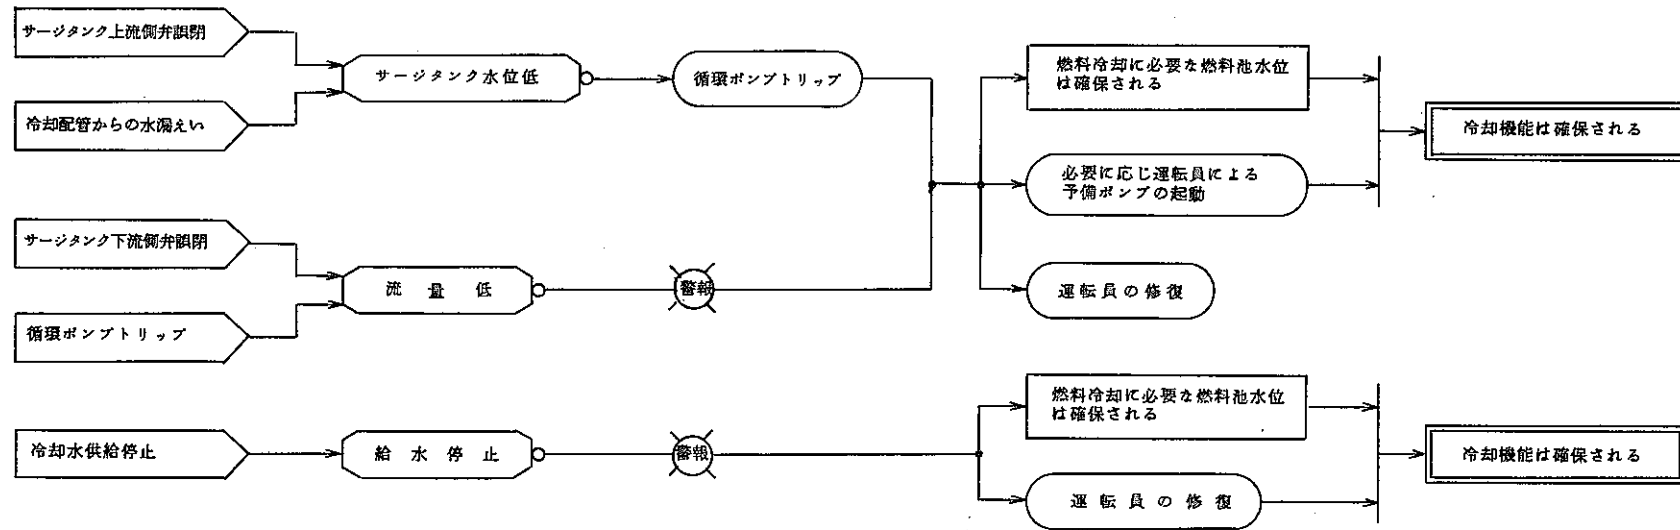 サージタンク上流側弁誤閉
サージタンク水位低
循環ポンプトリップ
燃料冷却に必要な燃料池水位
は確保される
冷却配管からの水漏えい
冷却機能は確保される
必要に応じ運転員による
予備ポンプの起動
サージタンク下流側弁誤閉
流量低
警報
運転員の修復
循環ポンプトリップ
燃料冷却に必要な燃料池水位
は確保される
冷却水供給停止
給水停止
警報
冷却機能は確保される
運転員の修復